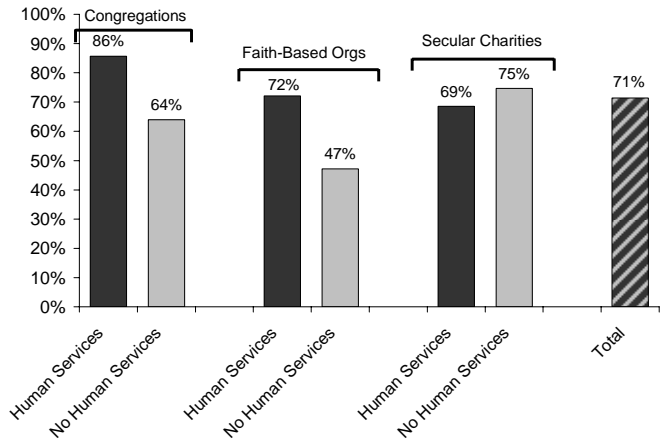 100%
90%
80%
70%
60%
50%
40%
30%
20%
10%
0%
Congregations
86%
64%
Faith-Based Orgs
72%
47%
Secular Charities
69%
75%
71%
Human Services
No Human Services
Human Services
No Human Services
Human Services
No Human Services
Total